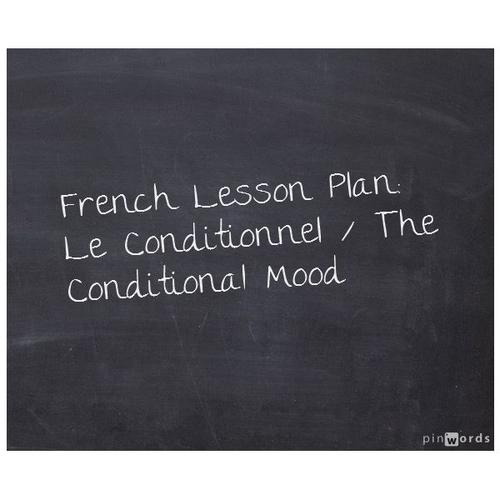 French Lesson Plan:
Le Conditionnel / The
Conditional Mood
pinwords